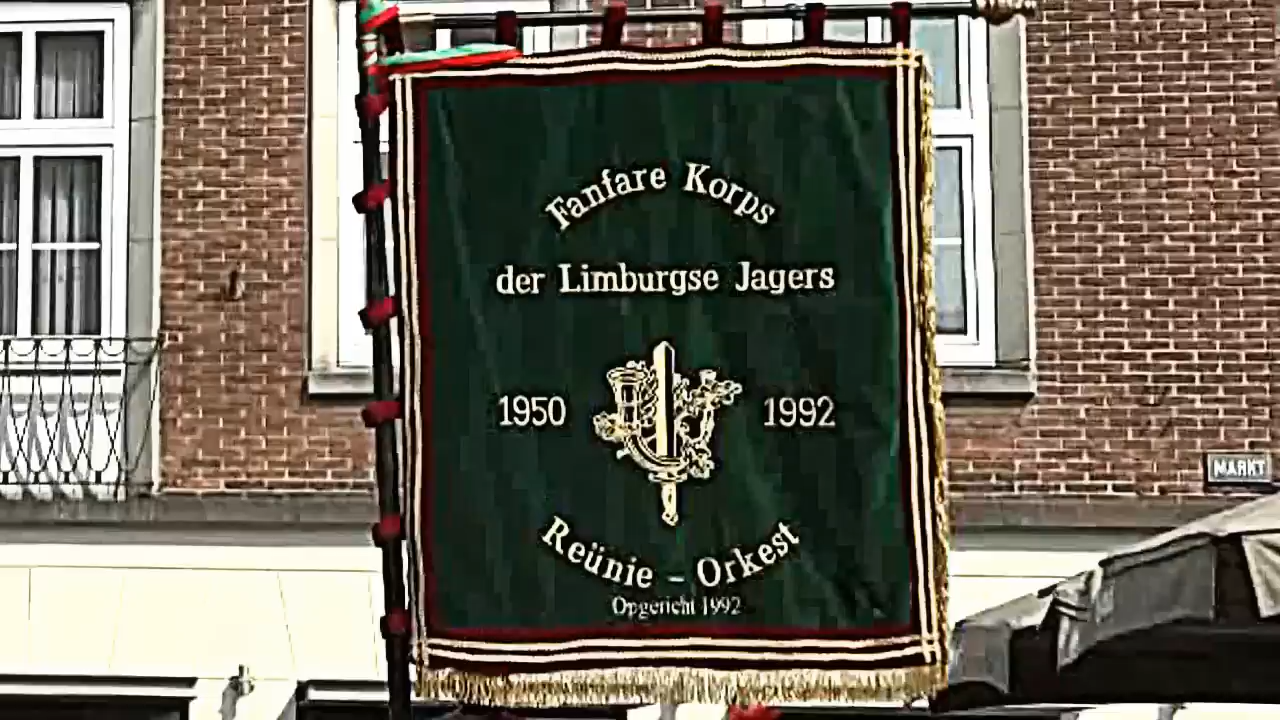 Fanfare Korps
der Limburgse Jagers
1950 1992
Reünie - Orkest
Opgericht 1992
MARKT